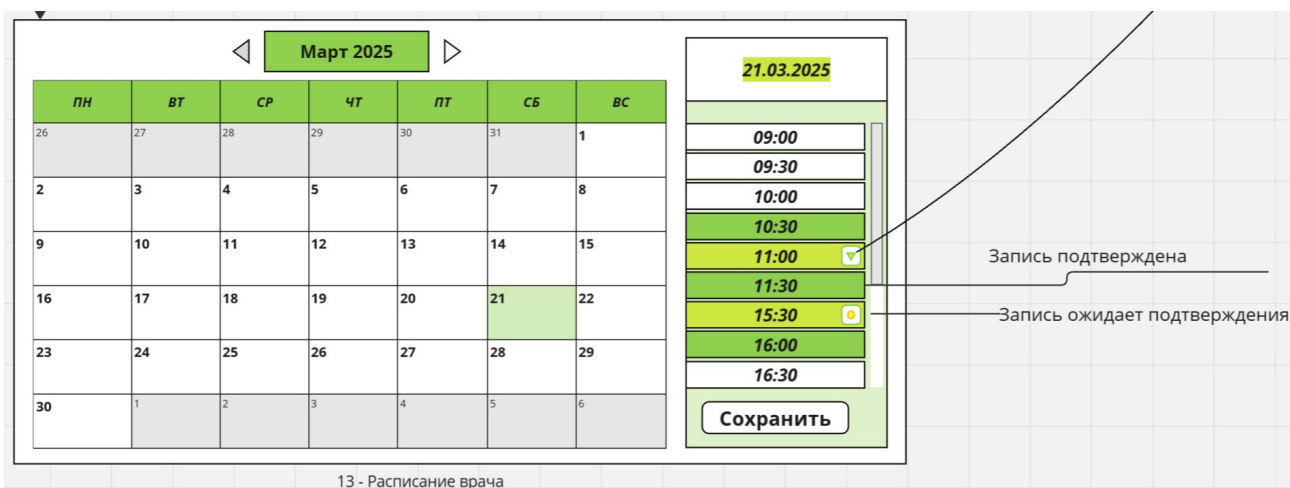 Март 2025
ПН ВТ СР ЧТ ПТ СБ ВС
26 27 28 29 30 31 1
2 3 4 5 6 7 8
9 10 11 12 13 14 15
16 17 18 19 20 21 22
23 24 25 26 27 28 29
30 1 2 3 4 5 6
21.03.2025
09:00
09:30
10:00
10:30
11:00
11:30
15:30
16:00
16:30
Сохранить
Запись подтверждена
Запись ожидает подтверждения
13 - Расписание врача